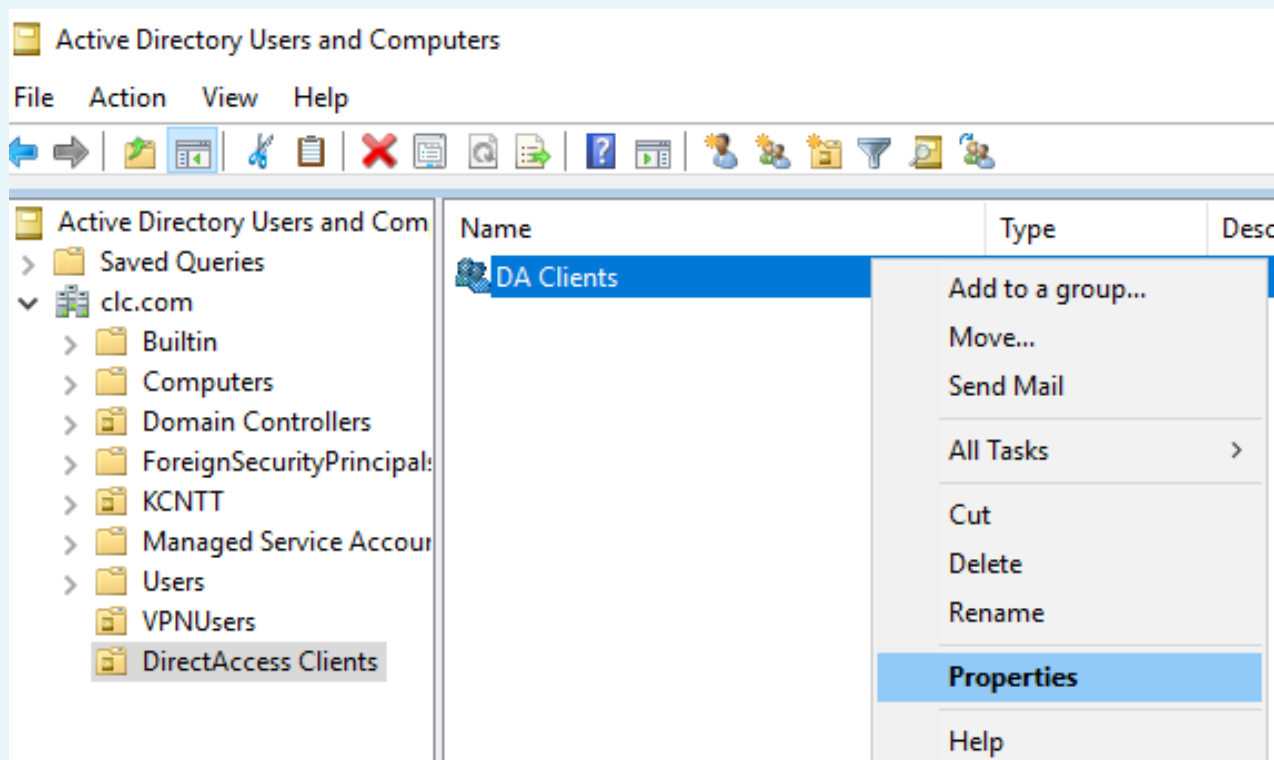 Active Directory Users and Computers
File Action View Help
Active Directory Users and Com
Saved Queries
clc.com
Builtin
Computers
Domain Controllers
ForeignSecurityPrincipals
KCNTT
Managed Service Accour
Users
VPNUsers
DirectAccess Clients
Name Type Desc
DA Clients
Add to a group...
Move...
Send Mail
All Tasks
Cut
Delete
Rename
Properties
Help